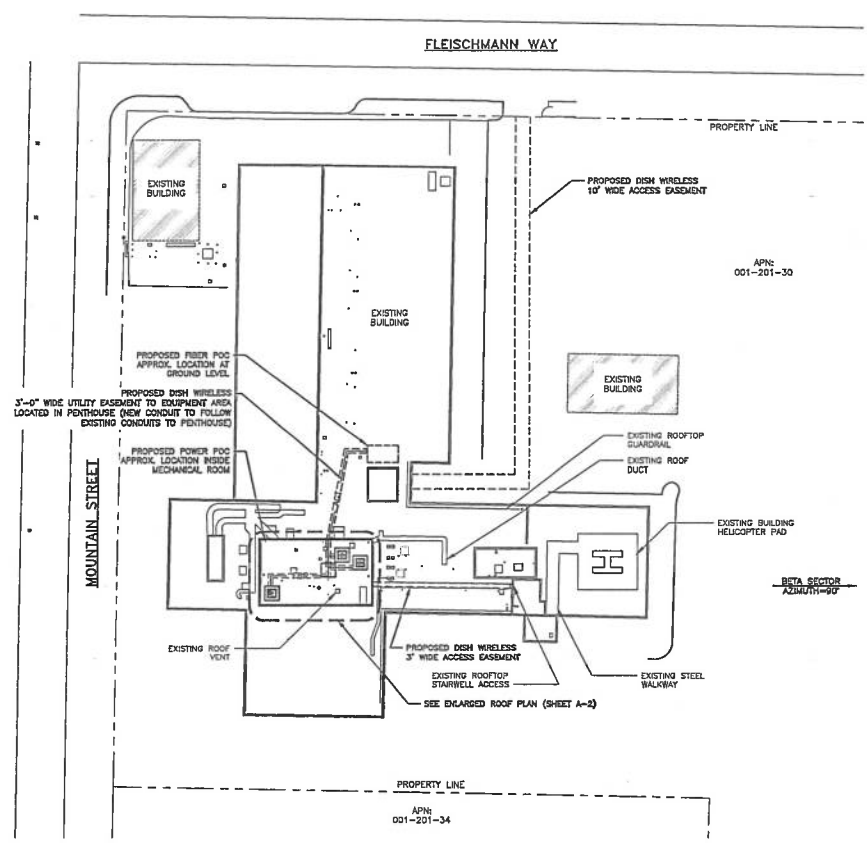 FLEISCHMANN WAY
PROPERTY LINE
EXISTING
BUILDING
PROPOSED DISH WIRELESS
10' WIDE ACCESS EASEMENT
APN:
001-201-30
EXISTING
BUILDING
PROPOSED FIBER POC
APPROX. LOCATION AT
GROUND LEVEL
EXISTING
BUILDING
PROPOSED DISH WIRELESS
3'-0" WIDE UTILITY EASEMENT TO EQUIPMENT AREA
LOCATED IN PENTHOUSE (NEW CONDUIT TO FOLLOW
EXISTING CONDUITS TO PENTHOUSE)
PROPOSED POWER POC
APPROX. LOCATION INSIDE
MECHANICAL ROOM
EXISTING ROOFTOP
GUARDRAIL
EXISTING ROOF
DUCT
MOUNTAIN STREET
EXISTING BUILDING
HELICOPTER PAD
H
BETA SECTOR
AZIMUTH=90°
EXISTING ROOF
VENT
PROPOSED DISH WIRELESS
3' WIDE ACCESS EASEMENT
EXISTING ROOFTOP
STAIRWELL ACCESS
EXISTING STEEL
WALKWAY
SEE ENLARGED ROOF PLAN (SHEET A-2)
PROPERTY LINE
APN:
001-201-34